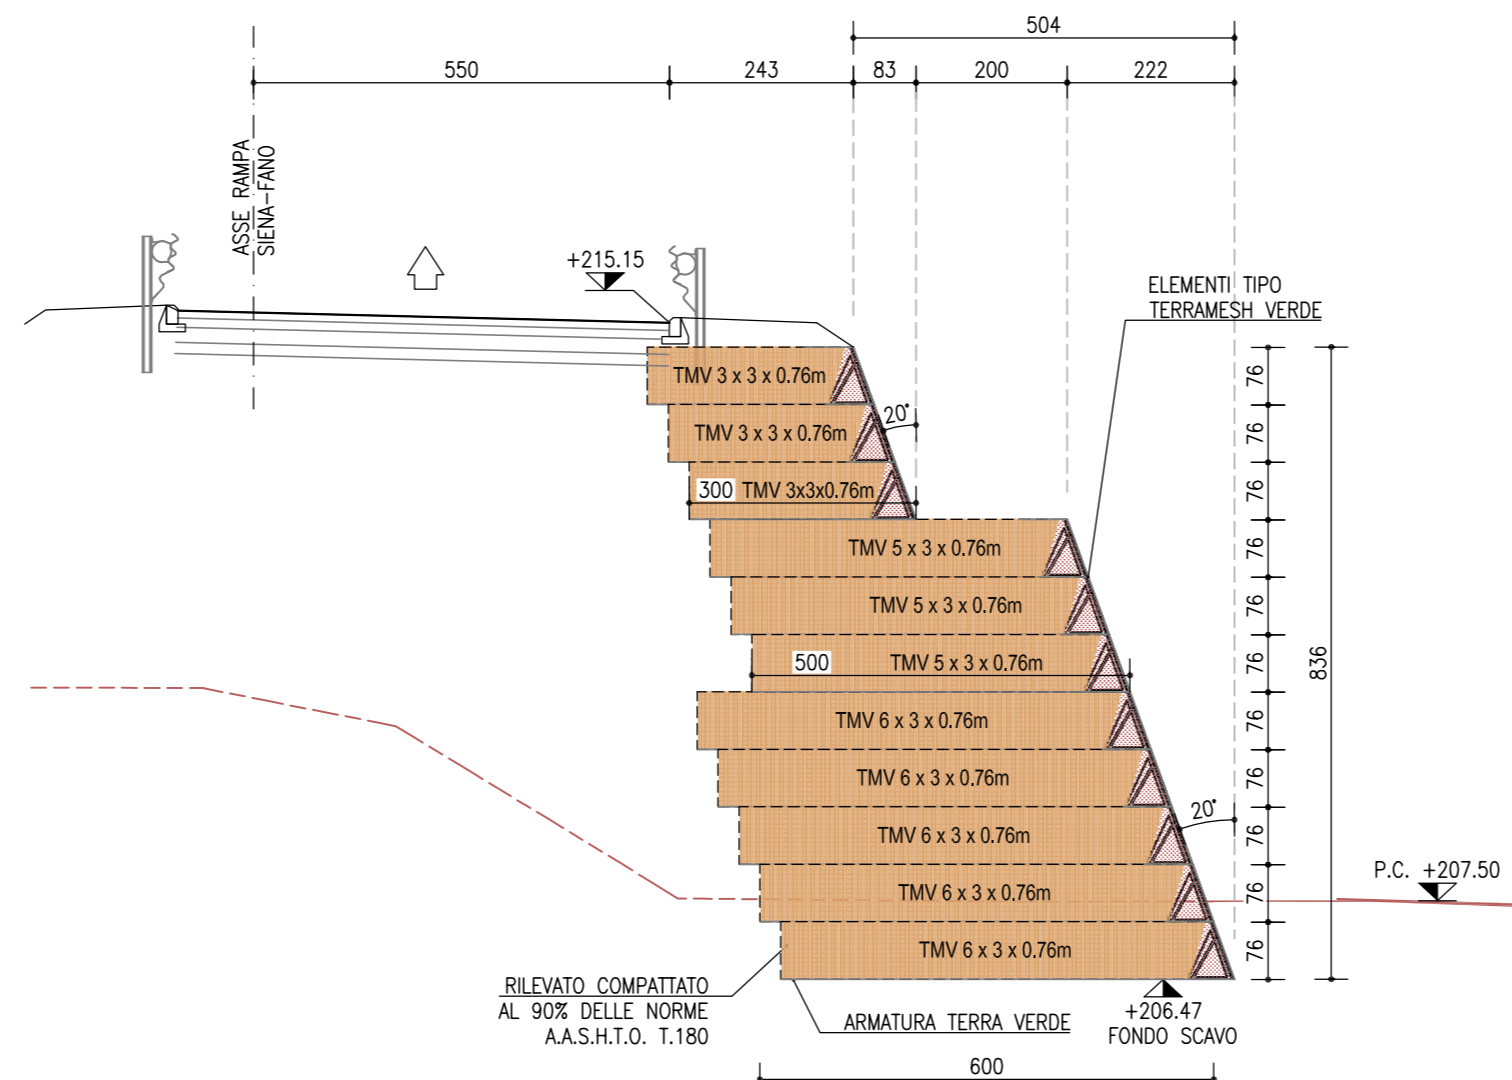 504
550
243
83
200
222
ASSE RAMPA
SIENA-FANO
+215.15
ELEMENTI TIPO
TERRAMESH VERDE
TMV 3 x 3 x 0.76m
76
20°
TMV 3 x 3 x 0.76m
76
300
TMV 3x3x0.76m
76
TMV 5 x 3 x 0.76m
76
TMV 5 x 3 x 0.76m
76
500
TMV 5 x 3 x 0.76m
76
836
TMV 6 x 3 x 0.76m
76
TMV 6 x 3 x 0.76m
76
20°
TMV 6 x 3 x 0.76m
76
P.C. +207.50
TMV 6 x 3 x 0.76m
76
TMV 6 x 3 x 0.76m
76
RILEVATO COMPATTATO
AL 90% DELLE NORME
A.A.S.H.T.O. T.180
ARMATURA TERRA VERDE
+206.47
FONDO SCAVO
600